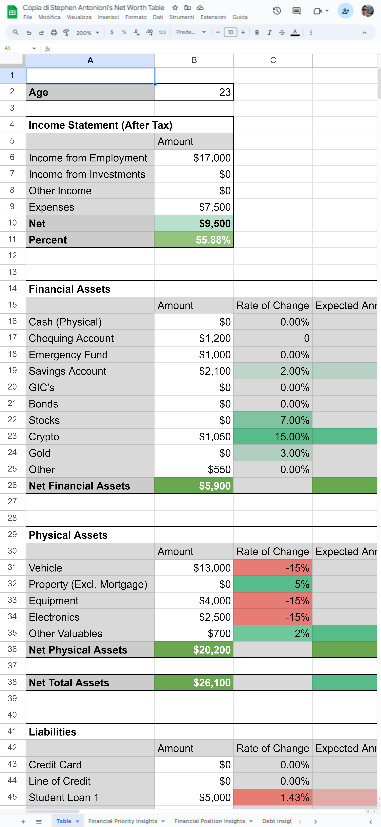 Copia di Stephen Antonioni's Net Worth Table
File Modifica Visualizza Inserisci Formato Dati Strumenti Estensioni Guida
200% $ % .0 .00 123 Prede... − 10 + B I A
A1 fx
A B C
1
2 Age 23
3
4 Income Statement (After Tax)
5 Amount
6 Income from Employment $17,000
7 Income from Investments $0
8 Other Income $0
9 Expenses $7,500
10 Net $9,500
11 Percent 55.88%
12
13
14 Financial Assets
15 Amount Rate of Change Expected Ann
16 Cash (Physical) $0 0.00%
17 Chequing Account $1,200 0
18 Emergency Fund $1,000 0.00%
19 Savings Account $2,100 2.00%
20 GIC's $0 0.00%
21 Bonds $0 0.00%
22 Stocks $0 7.00%
23 Crypto $1,050 15.00%
24 Gold $0 3.00%
25 Other $550 0.00%
26 Net Financial Assets $5,900
27
28
29 Physical Assets
30 Amount Rate of Change Expected Ann
31 Vehicle $13,000 -15%
32 Property (Excl. Mortgage) $0 5%
33 Equipment $4,000 -15%
34 Electronics $2,500 -15%
35 Other Valuables $700 2%
36 Net Physical Assets $20,200
37
38 Net Total Assets $26,100
39
40
41 Liabilities
42 Amount Rate of Change Expected Ann
43 Credit Card $0 0.00%
44 Line of Credit $0 0.00%
45 Student Loan 1 $5,000 1.43%
+ Table Financial Priority Insights Financial Position Insights Debt Insigl